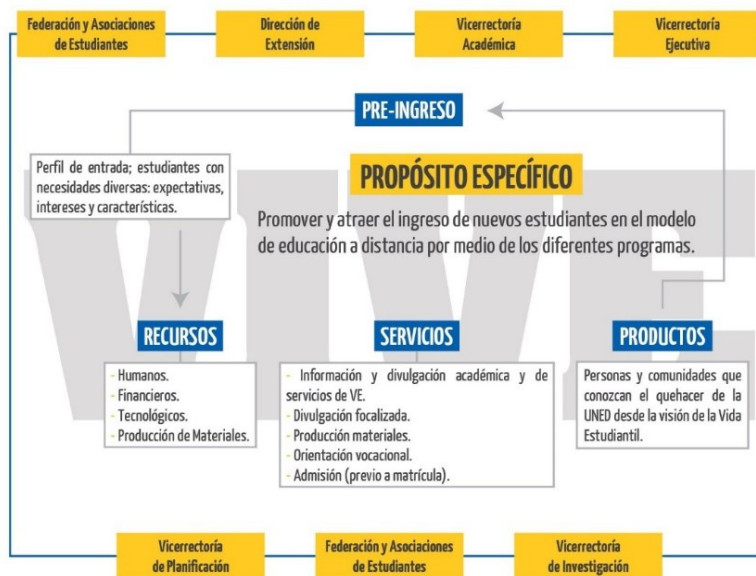 Federación y Asociaciones
de Estudiantes
Dirección de
Extensión
Vicerrectoría
Académica
Vicerrectoría
Ejecutiva
PRE-INGRESO
Perfil de entrada; estudiantes con
necesidades diversas: expectativas,
intereses y características.
PROPÓSITO ESPECÍFICO
Promover y atraer el ingreso de nuevos estudiantes en el modelo
de educación a distancia por medio de los diferentes programas.
VIVE
RECURSOS
- Humanos.
- Financieros.
- Tecnológicos.
- Producción de Materiales.
SERVICIOS
- Información y divulgación académica y de
servicios de VE.
- Divulgación focalizada.
- Producción materiales.
- Orientación vocacional.
- Admisión (previo a matrícula).
PRODUCTOS
Personas y comunidades que
conozcan el quehacer de la
UNED desde la visión de la Vida
Estudiantil.
Vicerrectoría
de Planificación
Federación y Asociaciones
de Estudiantes
Vicerrectoría
de Investigación